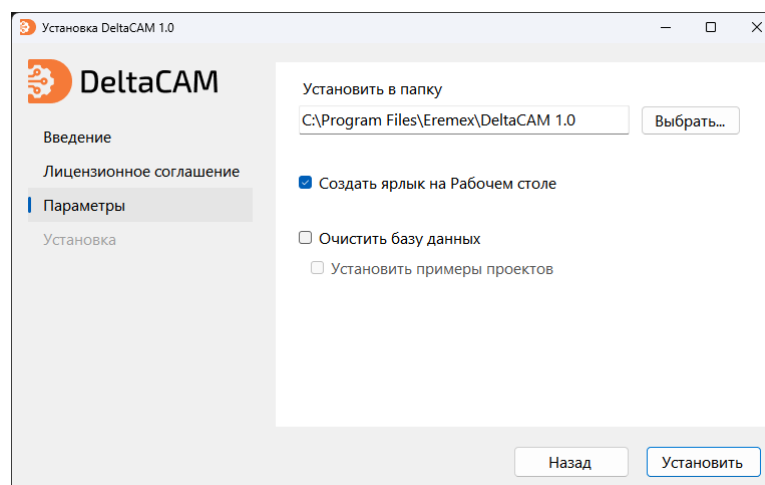 Установка DeltaCAM 1.0
DeltaCAM
Введение
Лицензионное соглашение
Параметры
Установка
Установить в папку
C:\Program Files\Eremex\DeltaCAM 1.0
Выбрать...
Создать ярлык на Рабочем столе
Очистить базу данных
Установить примеры проектов
Назад
Установить